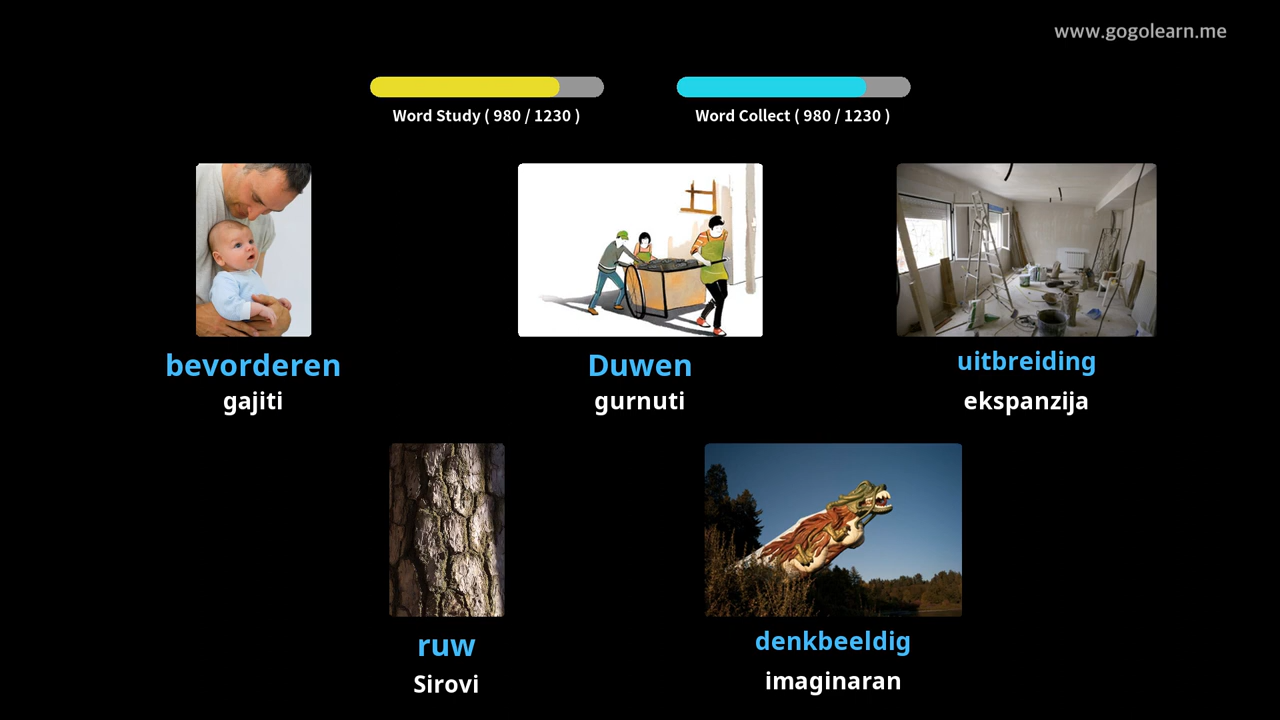 www.gogolearn.me
Word Study ( 980 / 1230 )
Word Collect ( 980 / 1230 )
bevorderen
gajiti
Duwen
gurnuti
uitbreiding
ekspanzija
ruw
Sirovi
denkbeeldig
imaginaran